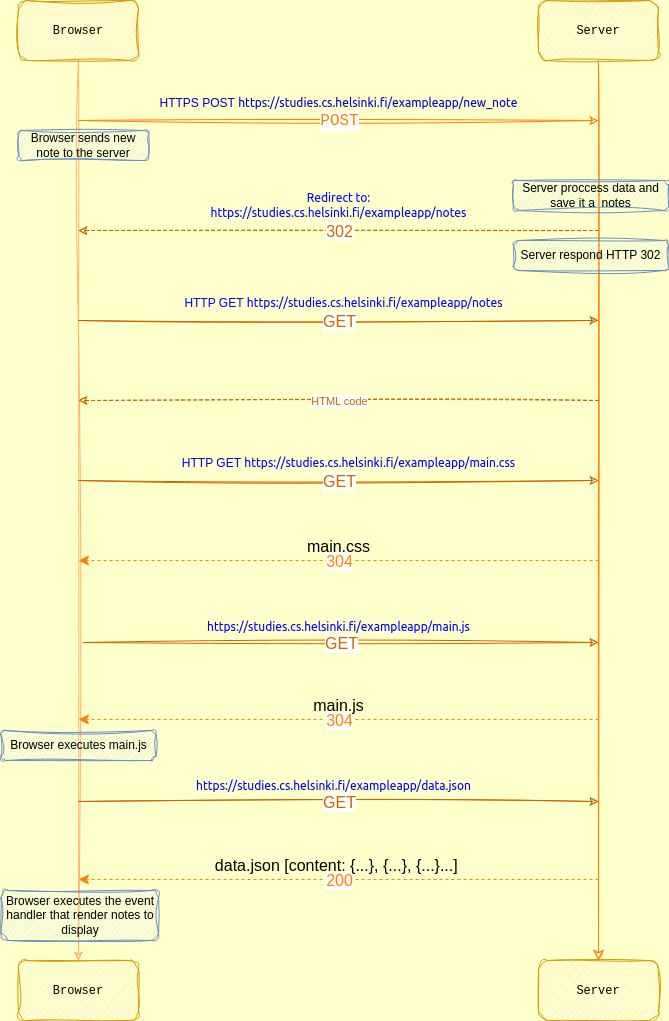 Browser
Server
HTTPS POST https://studies.cs.helsinki.fi/exampleapp/new_note
POST
Browser sends new
note to the server
Server proccess data and
save it a notes
Redirect to:
https://studies.cs.helsinki.fi/exampleapp/notes
302
Server respond HTTP 302
HTTP GET https://studies.cs.helsinki.fi/exampleapp/notes
GET
HTML code
HTTP GET https://studies.cs.helsinki.fi/exampleapp/main.css
GET
main.css
304
https://studies.cs.helsinki.fi/exampleapp/main.js
GET
main.js
304
Browser executes main.js
https://studies.cs.helsinki.fi/exampleapp/data.json
GET
data.json [content: {...}, {...}, {...}...]
200
Browser executes the event
handler that render notes to
display
Browser
Server